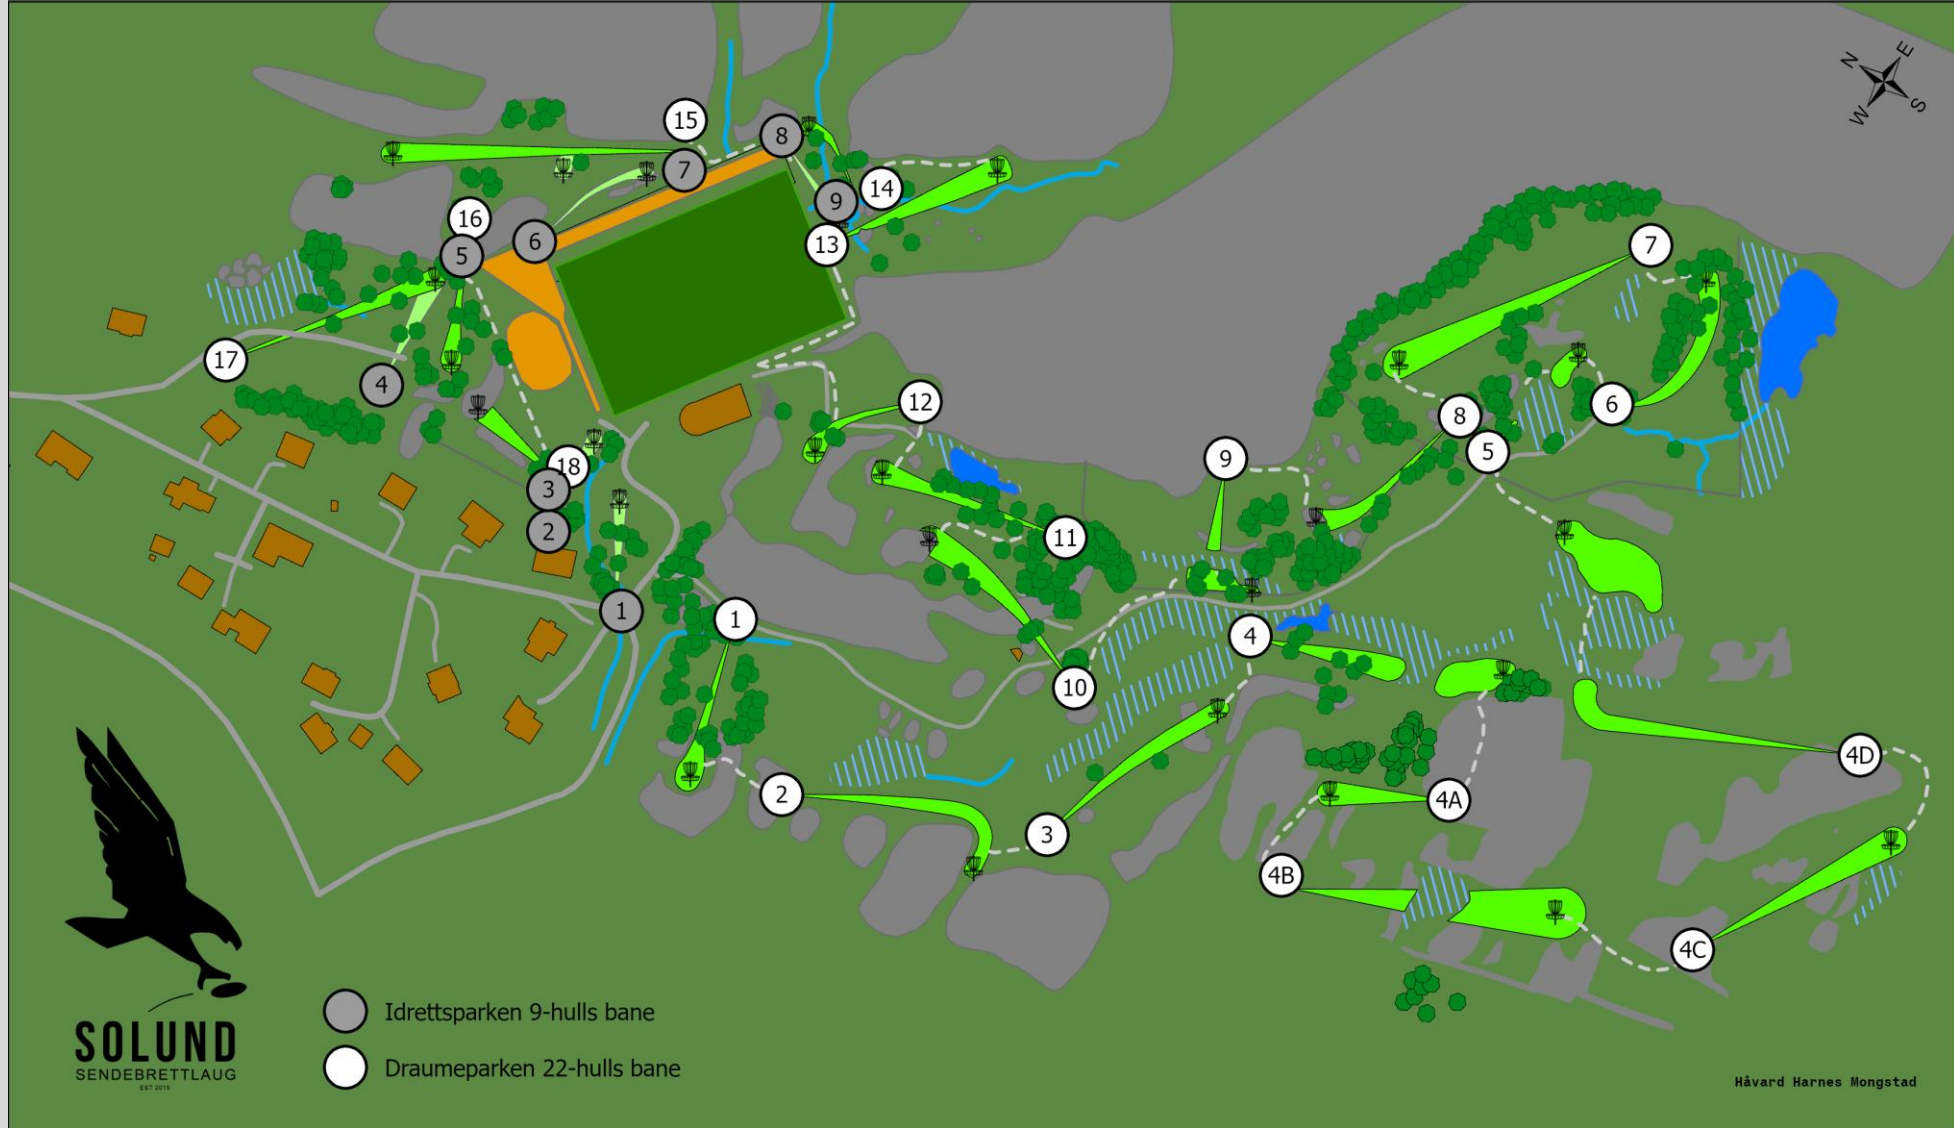 N
E
W
S
15
8
7
14
9
16
5
6
13
7
17
4
12
6
8
5
9
18
3
2
11
1
1
4
10
4D
2
4A
3
4B
4C
SOLUND
SENDEBRETTLAUG
EST 2015
Idrettsparken 9-hulls bane
Draumeparken 22-hulls bane
Håvard Harnes Mongstad